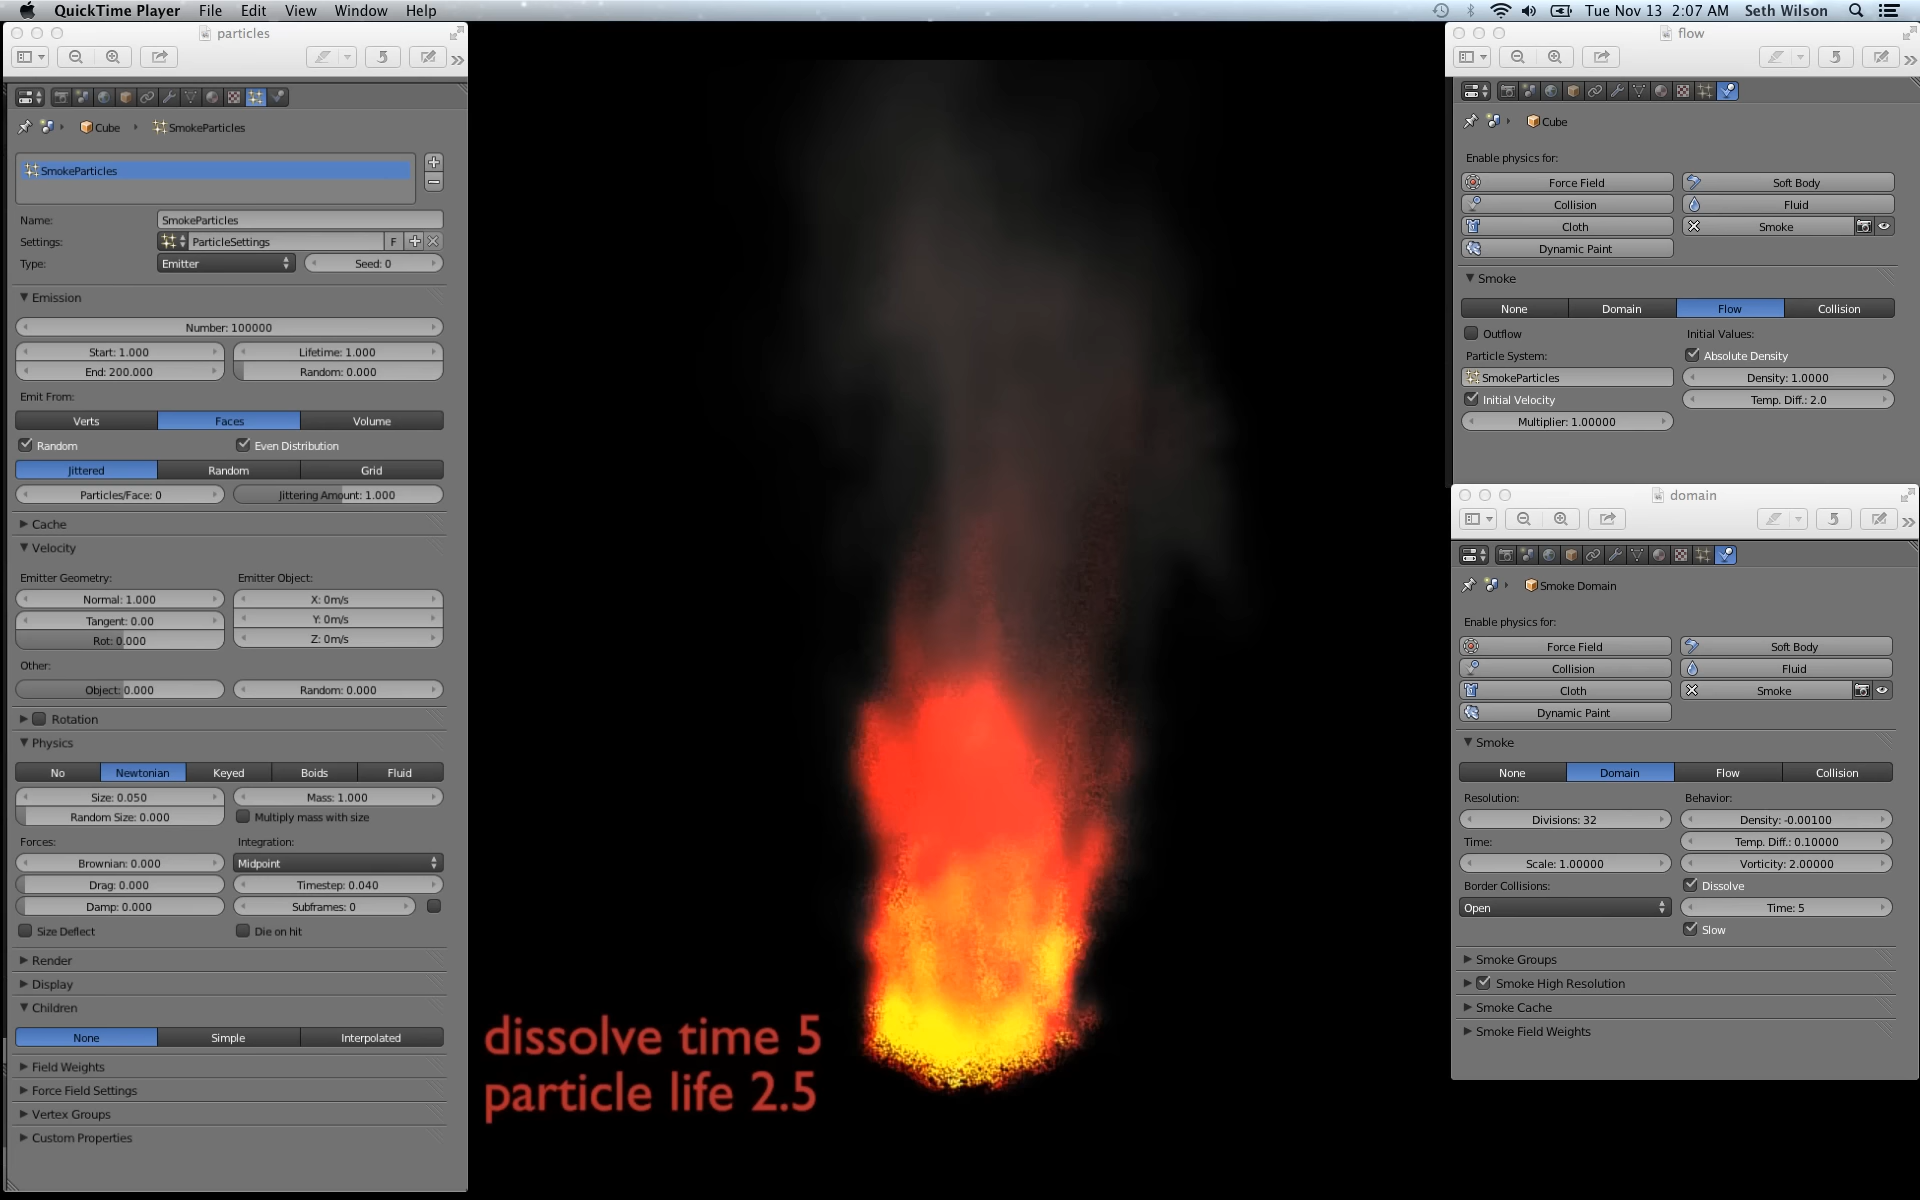 QuickTime Player File Edit View Window Help
Tue Nov 13 2:07 AM Seth Wilson
particles
Cube SmokeParticles
SmokeParticles
Name: SmokeParticles
Settings: ParticleSettings F
Type: Emitter Seed: 0
Emission
Number: 100000
Start: 1.000 Lifetime: 1.000
End: 200.000 Random: 0.000
Emit From:
Verts Faces Volume
Random Even Distribution
Jittered Random Grid
Particles/Face: 0 Jittering Amount: 1.000
Cache
Velocity
Emitter Geometry: Emitter Object:
Normal: 1.000 X: 0m/s
Tangent: 0.00 Y: 0m/s
Rot: 0.000 Z: 0m/s
Other:
Object: 0.000 Random: 0.000
Rotation
Physics
No Newtonian Keyed Boids Fluid
Size: 0.050 Mass: 1.000
Random Size: 0.000 Multiply mass with size
Forces: Integration:
Brownian: 0.000 Midpoint
Drag: 0.000 Timestep: 0.040
Damp: 0.000 Subframes: 0
Size Deflect Die on hit
Render
Display
Children
None Simple Interpolated
Field Weights
Force Field Settings
Vertex Groups
Custom Properties
dissolve time 5
particle life 2.5
flow
Cube
Enable physics for:
Force Field Soft Body
Collision Fluid
Cloth Smoke
Dynamic Paint
Smoke
None Domain Flow Collision
Outflow Initial Values:
Particle System: Absolute Density
SmokeParticles Density: 1.0000
Initial Velocity Temp. Diff.: 2.0
Multiplier: 1.00000
domain
Smoke Domain
Enable physics for:
Force Field Soft Body
Collision Fluid
Cloth Smoke
Dynamic Paint
Smoke
None Domain Flow Collision
Resolution: Behavior:
Divisions: 32 Density: -0.00100
Time: Temp. Diff.: 0.10000
Scale: 1.00000 Vorticity: 2.00000
Border Collisions: Dissolve
Open Time: 5
Slow
Smoke Groups
Smoke High Resolution
Smoke Cache
Smoke Field Weights